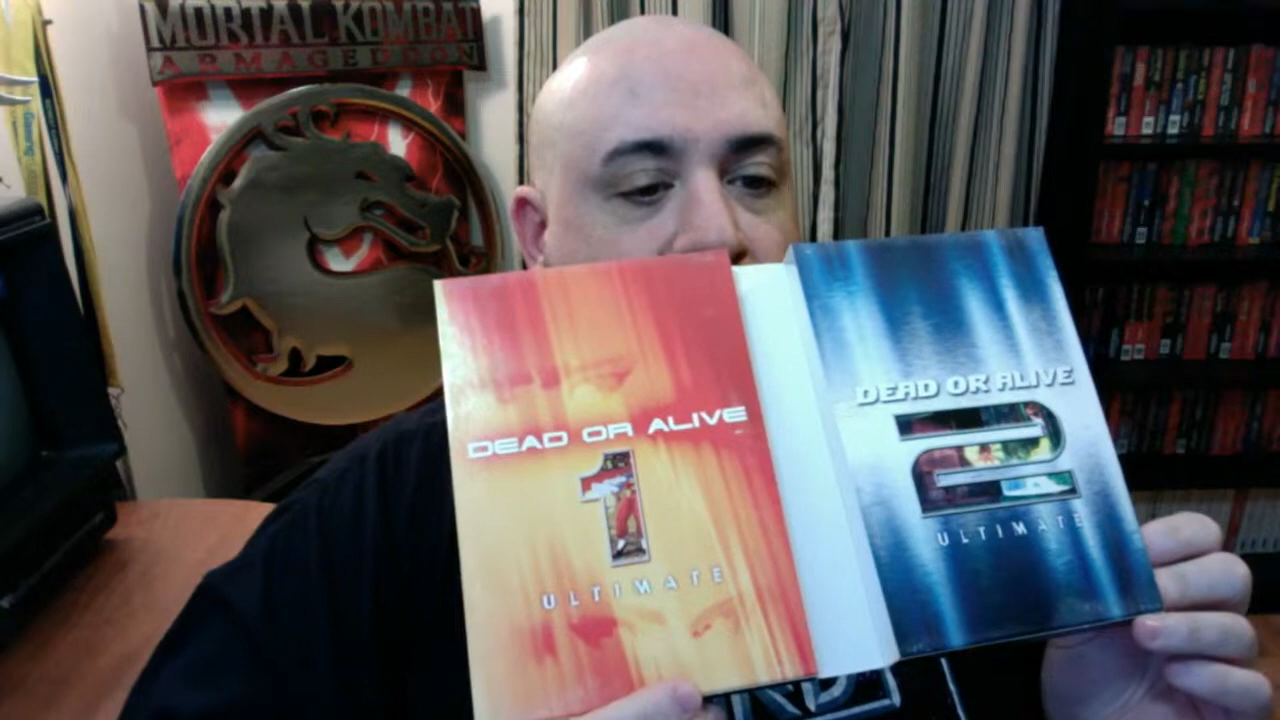 MORTAL KOMBAT
ARMAGEDDON
DEAD OR ALIVE
1
ULTIMATE
DEAD OR ALIVE
2
ULTIMATE